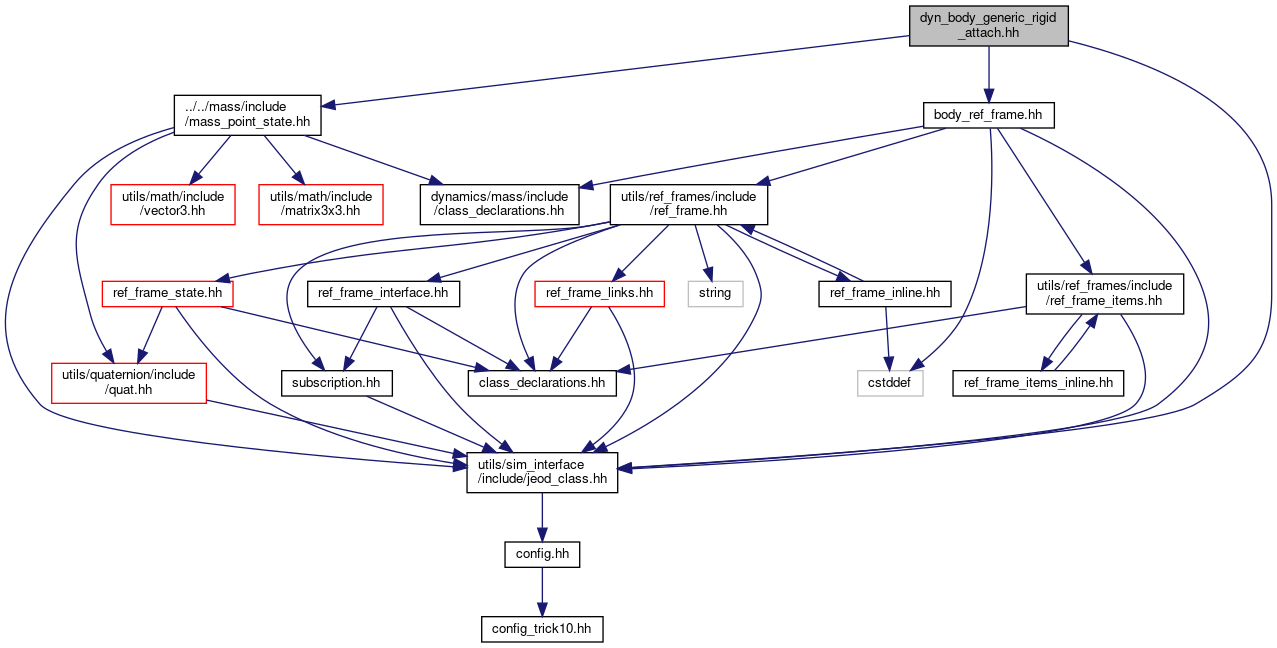 dyn_body_generic_rigid
_attach.hh
../../mass/include
/mass_point_state.hh
body_ref_frame.hh
utils/math/include
/vector3.hh
utils/math/include
/matrix3x3.hh
dynamics/mass/include
/class_declarations.hh
utils/ref_frames/include
/ref_frame.hh
ref_frame_state.hh
ref_frame_interface.hh
ref_frame_links.hh
string
ref_frame_inline.hh
utils/ref_frames/include
/ref_frame_items.hh
utils/quaternion/include
/quat.hh
subscription.hh
class_declarations.hh
cstddef
ref_frame_items_inline.hh
utils/sim_interface
/include/jeod_class.hh
config.hh
config_trick10.hh